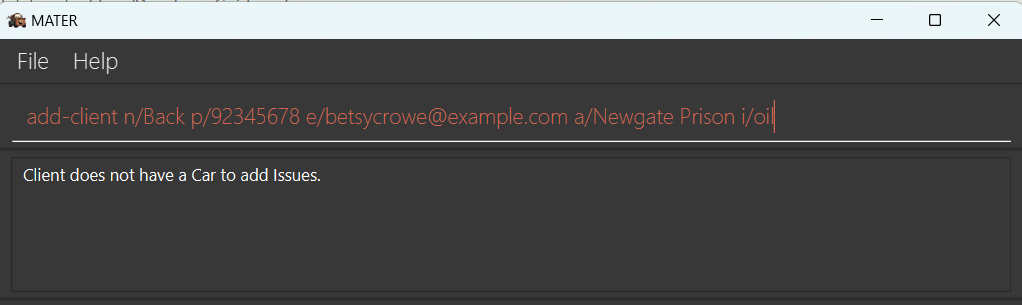 MATER
File Help
add-client n/Back p/92345678 e/betsycrowe@example.com a/Newgate Prison i/oil
Client does not have a Car to add Issues.